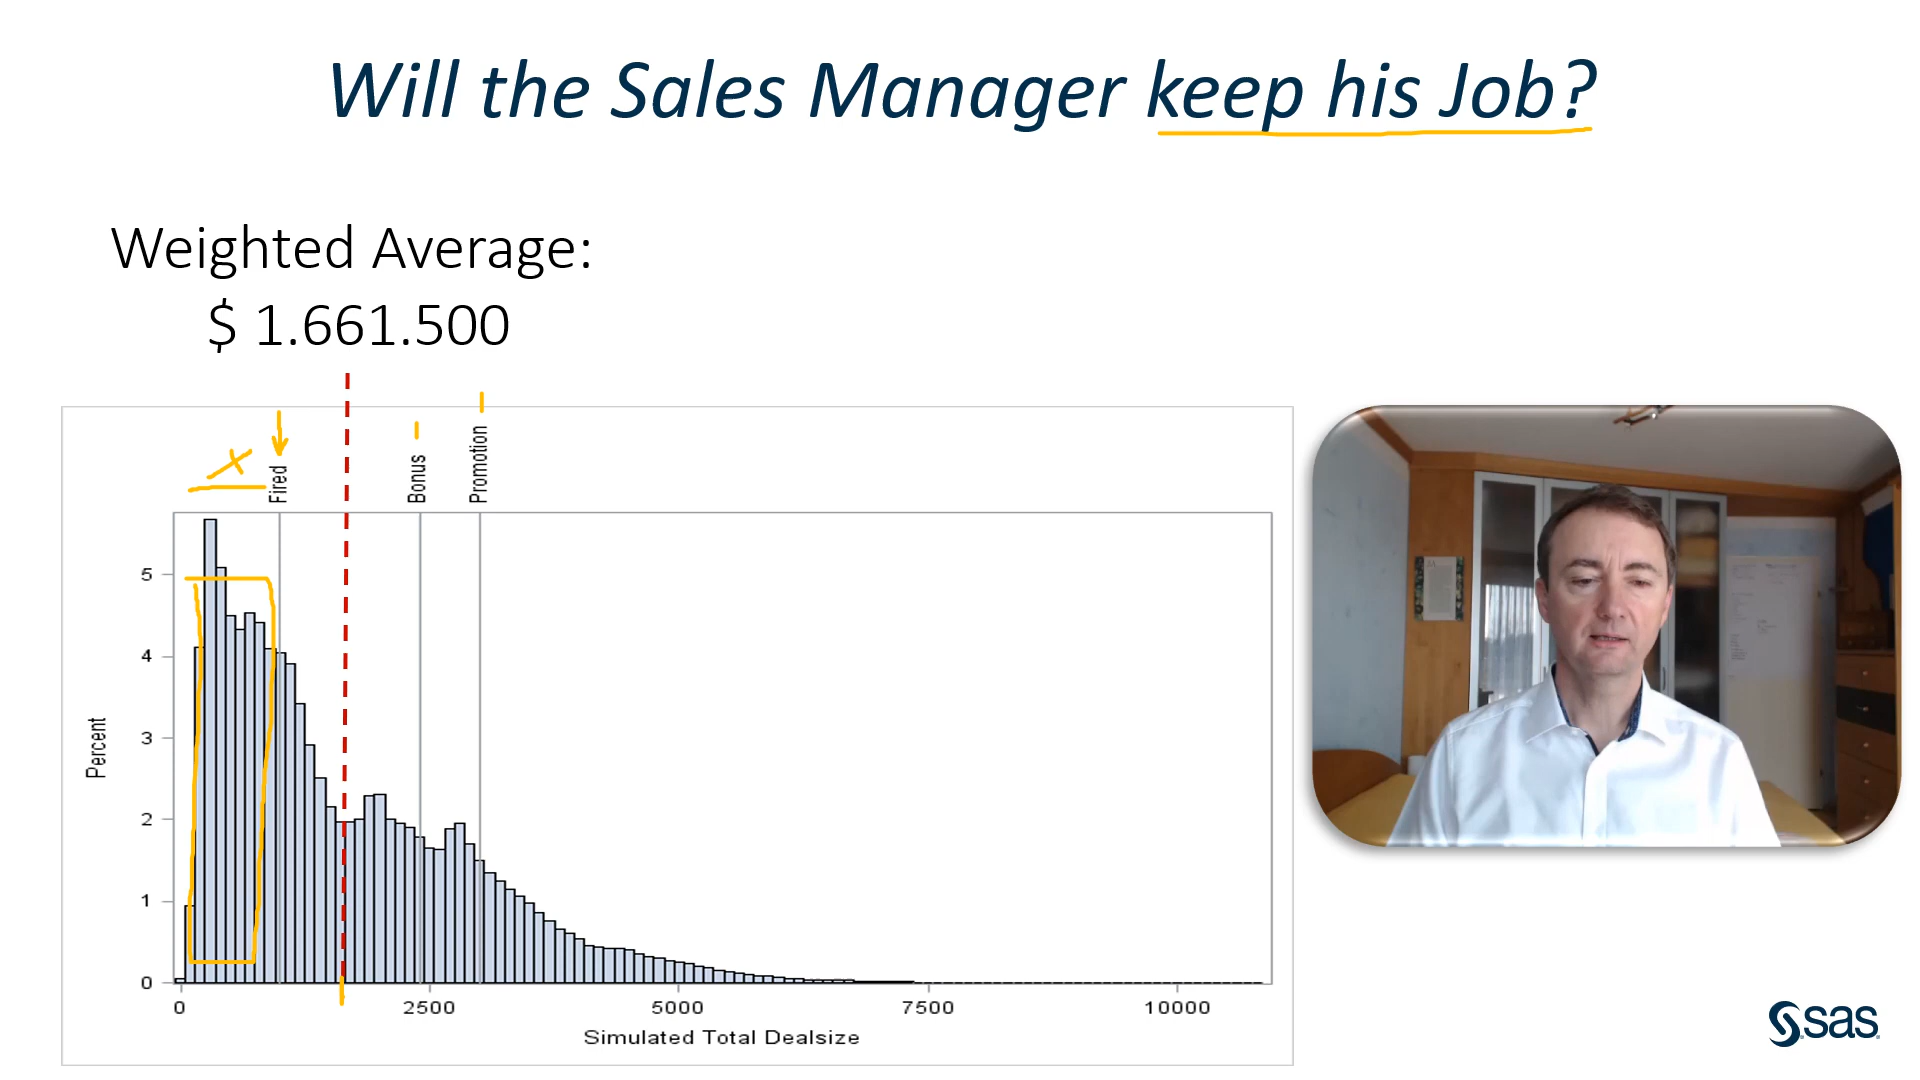 Will the Sales Manager keep his Job?
Weighted Average:
$ 1.661.500
Fired
Bonus
Promotion
Percent
5
4
3
2
1
0
0 2500 5000 7500 10000
Simulated Total Dealsize
sas